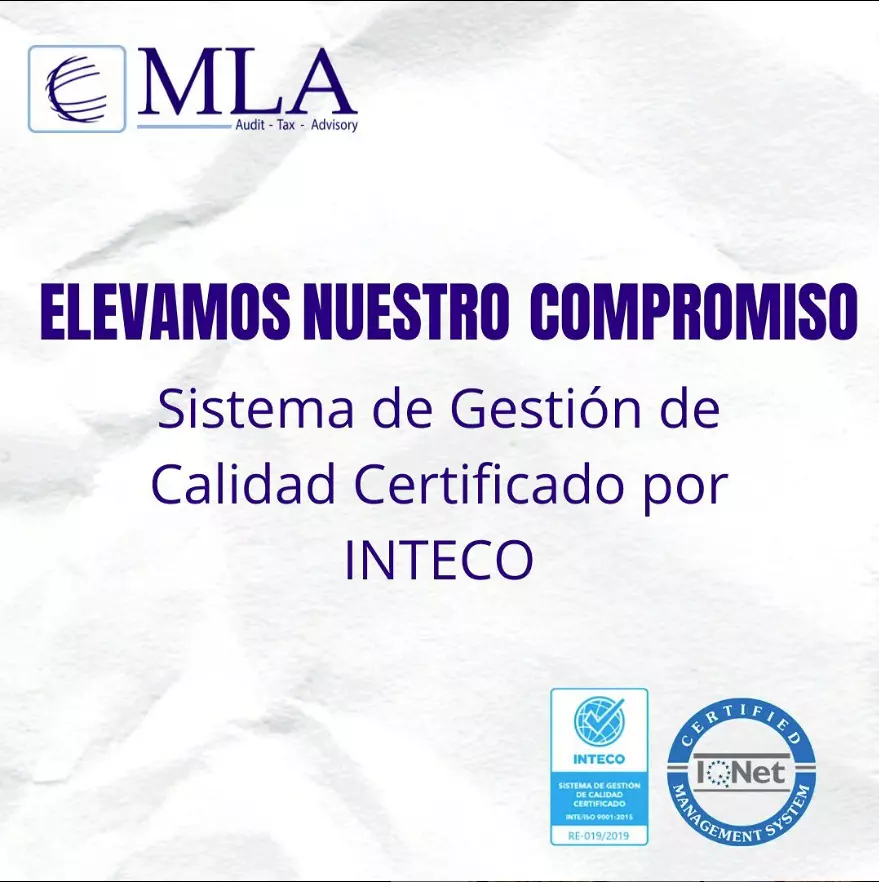 MLA
Audit - Tax - Advisory
ELEVAMOS NUESTRO COMPROMISO
Sistema de Gestión de
Calidad Certificado por
INTECO
INTECO
SISTEMA DE GESTIÓN
DE CALIDAD
CERTIFICADO
INTE/ISO 9001:2015
RE-019/2019
CERTIFIED
IQNet
MANAGEMENT SYSTEM